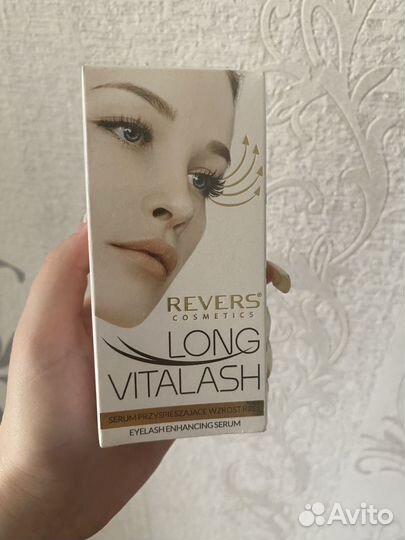 REVERS®
COSMETICS
LONG
VITALASH
SERUM PRZYSPIESZAJĄCE WZROST RZĘS
EYELASH ENHANCING SERUM
Avito